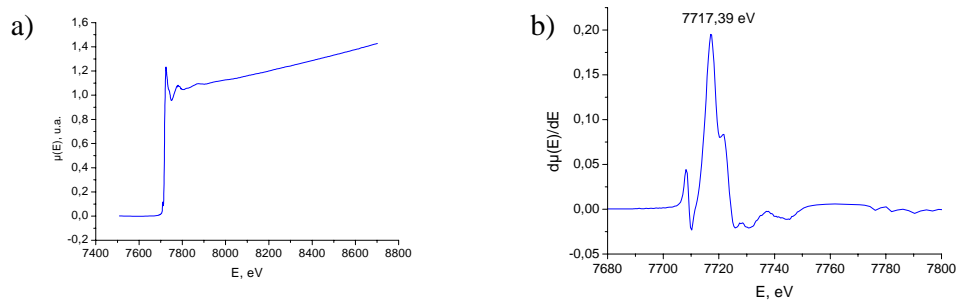 a)
1,6
1,4
1,2
1,0
0,8
0,6
0,4
0,2
0,0
-0,2
µ(E), u.a.
7400 7600 7800 8000 8200 8400 8600 8800
E, eV
b)
7717,39 eV
0,20
0,15
0,10
0,05
0,00
-0,05
dµ(E)/dE
7680 7700 7720 7740 7760 7780 7800
E, eV